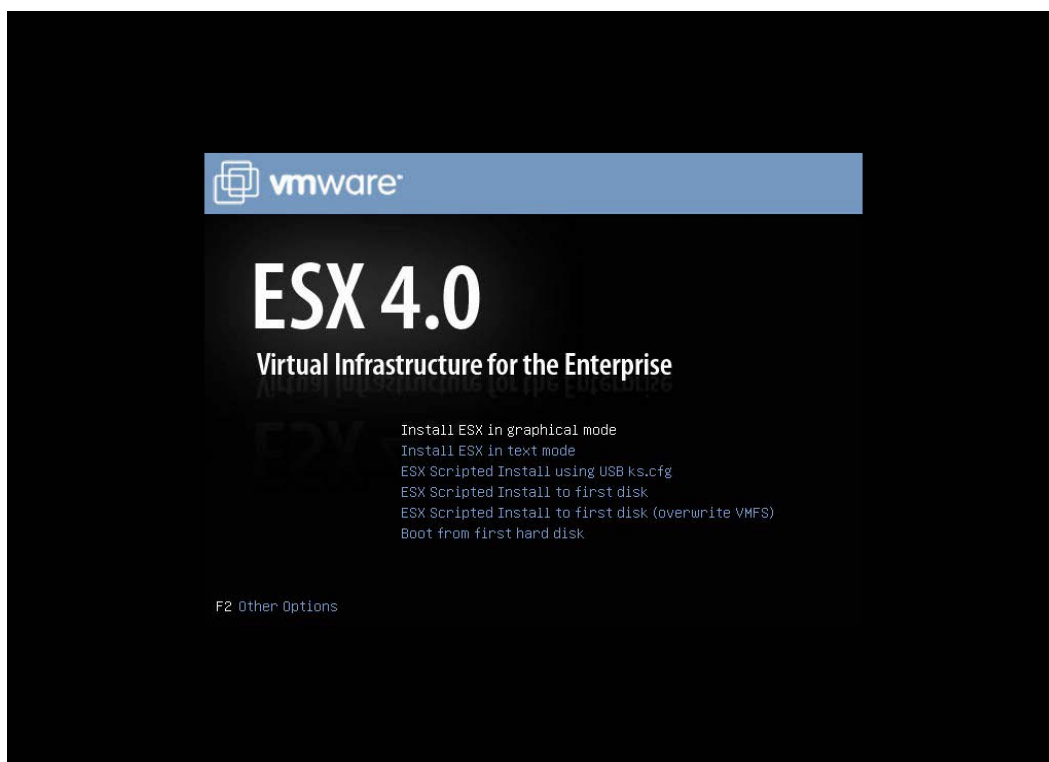 vmware
ESX 4.0
Virtual Infrastructure for the Enterprise
Install ESX in graphical mode
Install ESX in text mode
ESX Scripted Install using USB ks.cfg
ESX Scripted Install to first disk
ESX Scripted Install to first disk (overwrite VMFS)
Boot from first hard disk
F2 Other Options